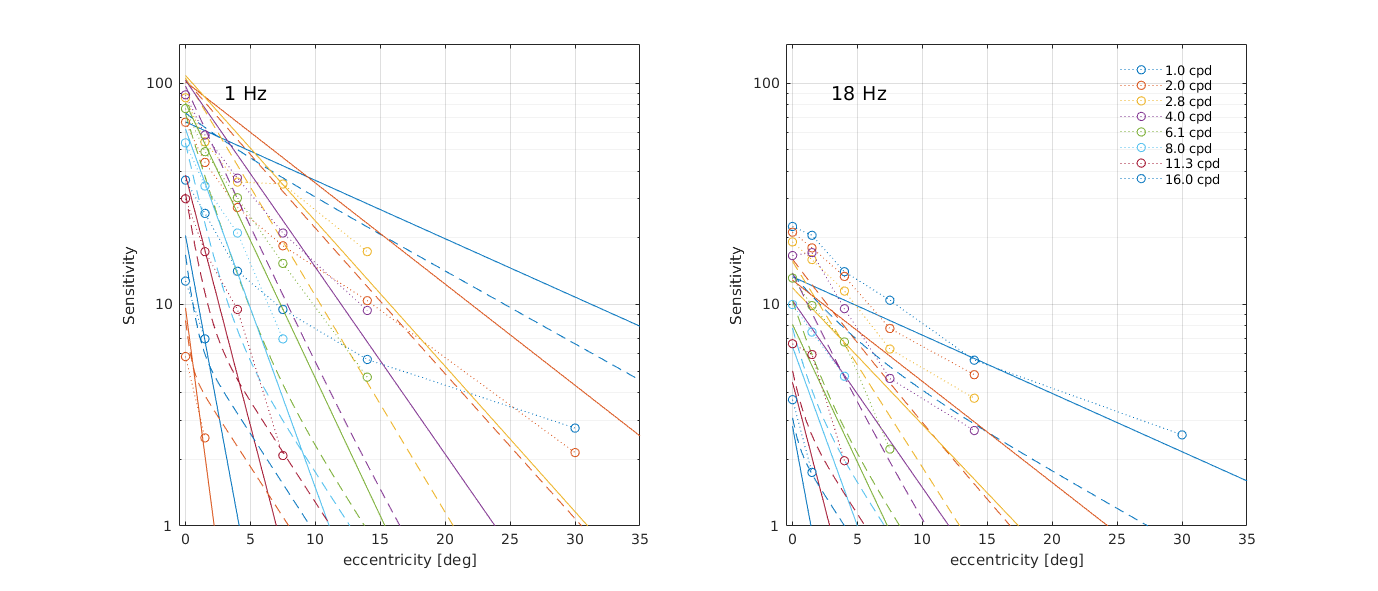 1 Hz
100
10
1
Sensitivity
0 5 10 15 20 25 30 35
eccentricity [deg]
18 Hz
1.0 cpd
2.0 cpd
2.8 cpd
4.0 cpd
6.1 cpd
8.0 cpd
11.3 cpd
16.0 cpd
100
10
1
Sensitivity
0 5 10 15 20 25 30 35
eccentricity [deg]